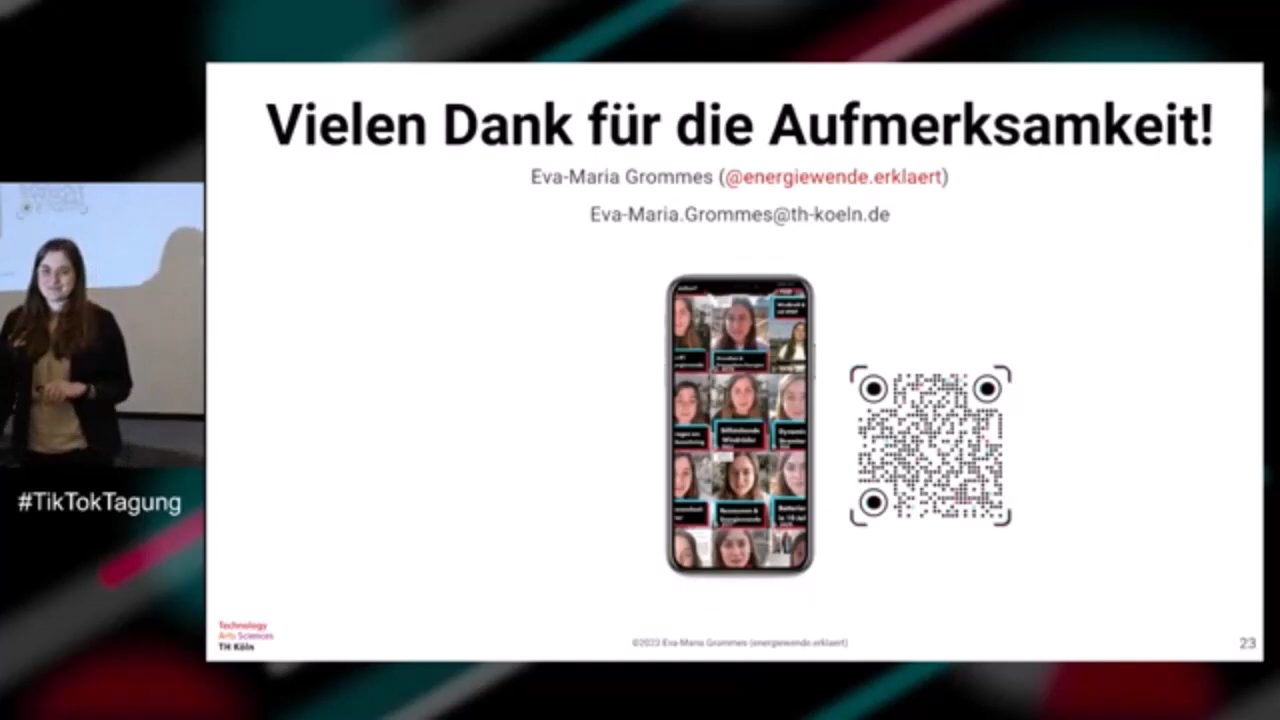 Vielen Dank für die Aufmerksamkeit!
Eva-Maria Grommes (@energiewende.erklaert)
Eva-Maria.Grommes@th-koeln.de
#TikTokTagung
Technology
Arts Sciences
TH Köln
©2023 Eva-Maria Grommes (energiewende.erklaert)
23